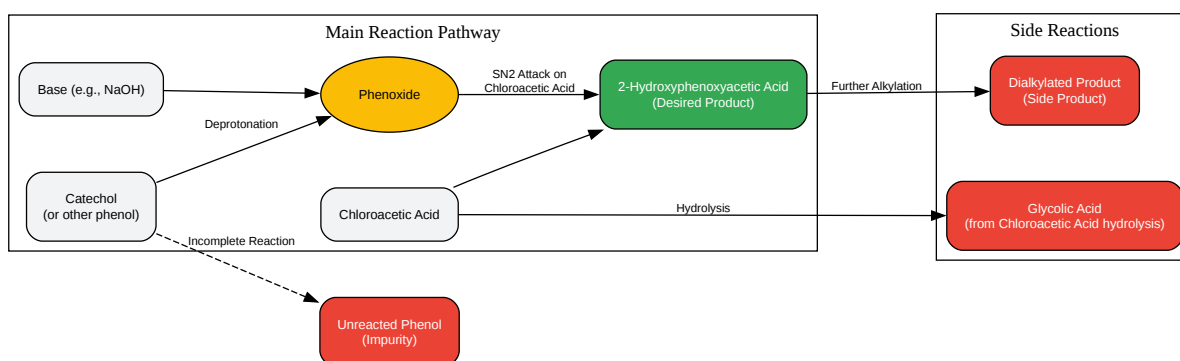 Main Reaction Pathway
Side Reactions
Base (e.g., NaOH)
Phenoxide
SN2 Attack on
Chloroacetic Acid
2-Hydroxyphenoxyacetic Acid
(Desired Product)
Further Alkylation
Dialkylated Product
(Side Product)
Deprotonation
Catechol
(or other phenol)
Chloroacetic Acid
Hydrolysis
Glycolic Acid
(from Chloroacetic Acid hydrolysis)
Incomplete Reaction
Unreacted Phenol
(Impurity)